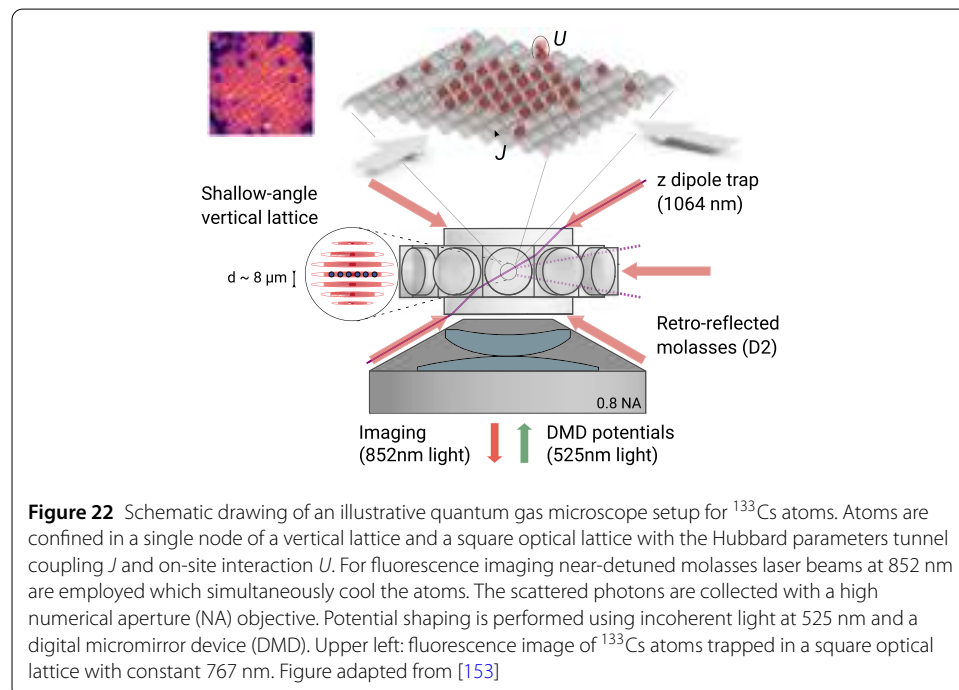 U
J
Shallow-angle
vertical lattice
z dipole trap
(1064 nm)
d ~ 8 μm
Retro-reflected
molasses (D2)
0.8 NA
Imaging
(852nm light)
DMD potentials
(525nm light)
Figure 22 Schematic drawing of an illustrative quantum gas microscope setup for ¹³³Cs atoms. Atoms are
confined in a single node of a vertical lattice and a square optical lattice with the Hubbard parameters tunnel
coupling J and on-site interaction U. For fluorescence imaging near-detuned molasses laser beams at 852 nm
are employed which simultaneously cool the atoms. The scattered photons are collected with a high
numerical aperture (NA) objective. Potential shaping is performed using incoherent light at 525 nm and a
digital micromirror device (DMD). Upper left: fluorescence image of ¹³³Cs atoms trapped in a square optical
lattice with constant 767 nm. Figure adapted from [153]